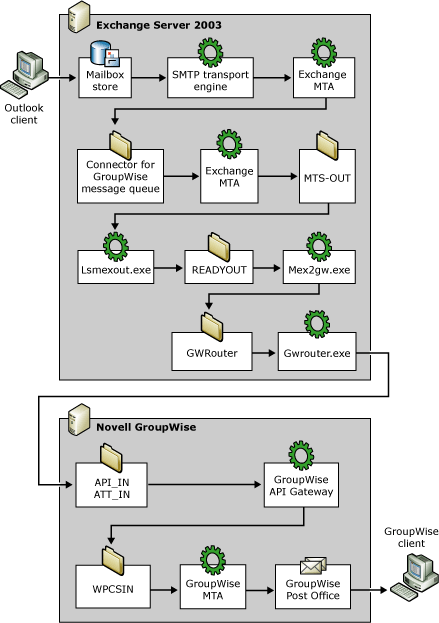 Exchange Server 2003
Outlook
client
Mailbox
store
SMTP transport
engine
Exchange
MTA
Connector for
GroupWise
message queue
Exchange
MTA
MTS-OUT
Lsmexout.exe
READYOUT
Mex2gw.exe
GWRouter
Gwrouter.exe
Novell GroupWise
API_IN
ATT_IN
GroupWise
API Gateway
GroupWise
client
WPCSIN
GroupWise
MTA
GroupWise
Post Office